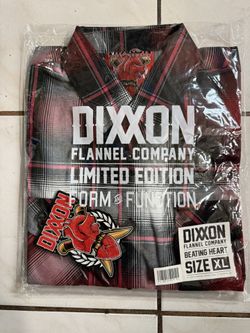 DIXXON
FLANNEL COMPANY
LIMITED EDITION
FORM & FUNCTION
DIXXON
DIXXON
FLANNEL COMPANY
BEATING HEART
SIZE XL